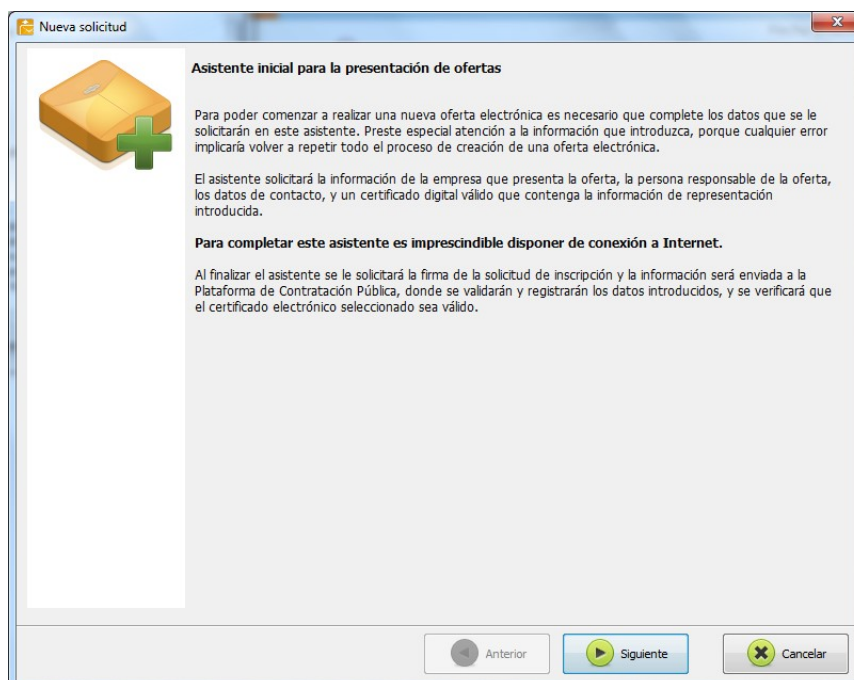 Nueva solicitud
Asistente inicial para la presentación de ofertas
Para poder comenzar a realizar una nueva oferta electrónica es necesario que complete los datos que se le
solicitarán en este asistente. Preste especial atención a la información que introduzca, porque cualquier error
implicaría volver a repetir todo el proceso de creación de una oferta electrónica.
El asistente solicitará la información de la empresa que presenta la oferta, la persona responsable de la oferta,
los datos de contacto, y un certificado digital válido que contenga la información de representación
introducida.
Para completar este asistente es imprescindible disponer de conexión a Internet.
Al finalizar el asistente se le solicitará la firma de la solicitud de inscripción y la información será enviada a la
Plataforma de Contratación Pública, donde se validarán y registrarán los datos introducidos, y se verificará que
el certificado electrónico seleccionado sea válido.
Anterior
Siguiente
Cancelar